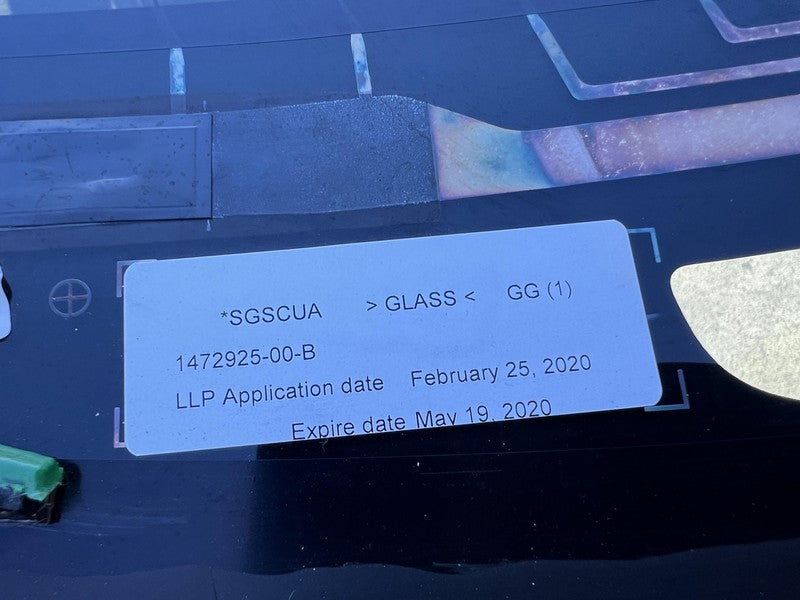 *SGSCUA > GLASS < GG (1)
1472925-00-B
LLP Application date February 25, 2020
Expire date May 19, 2020